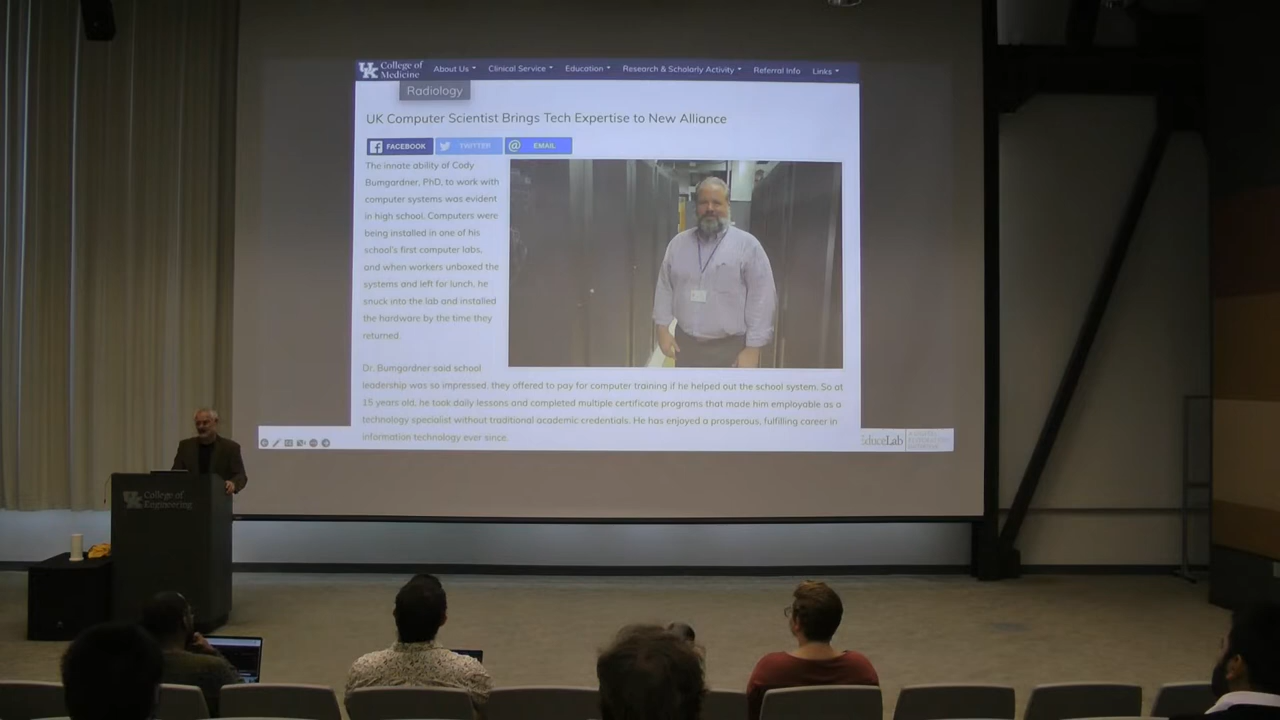 UK College of Medicine
About Us Clinical Service Education Research & Scholarly Activity Referral Info Links
Radiology
UK Computer Scientist Brings Tech Expertise to New Alliance
FACEBOOK TWITTER @ EMAIL
The innate ability of Cody
Bumgardner, PhD, to work with
computer systems was evident
in high school. Computers were
being installed in one of his
school's first computer labs,
and when workers unboxed the
systems and left for lunch, he
snuck into the lab and installed
the hardware by the time they
returned.
Dr. Bumgardner said school
leadership was so impressed, they offered to pay for computer training if he helped out the school system. So at
15 years old, he took daily lessons and completed multiple certificate programs that made him employable as a
technology specialist without traditional academic credentials. He has enjoyed a prosperous, fulfilling career in
information technology ever since.
EduceLab
UK College of
Engineering